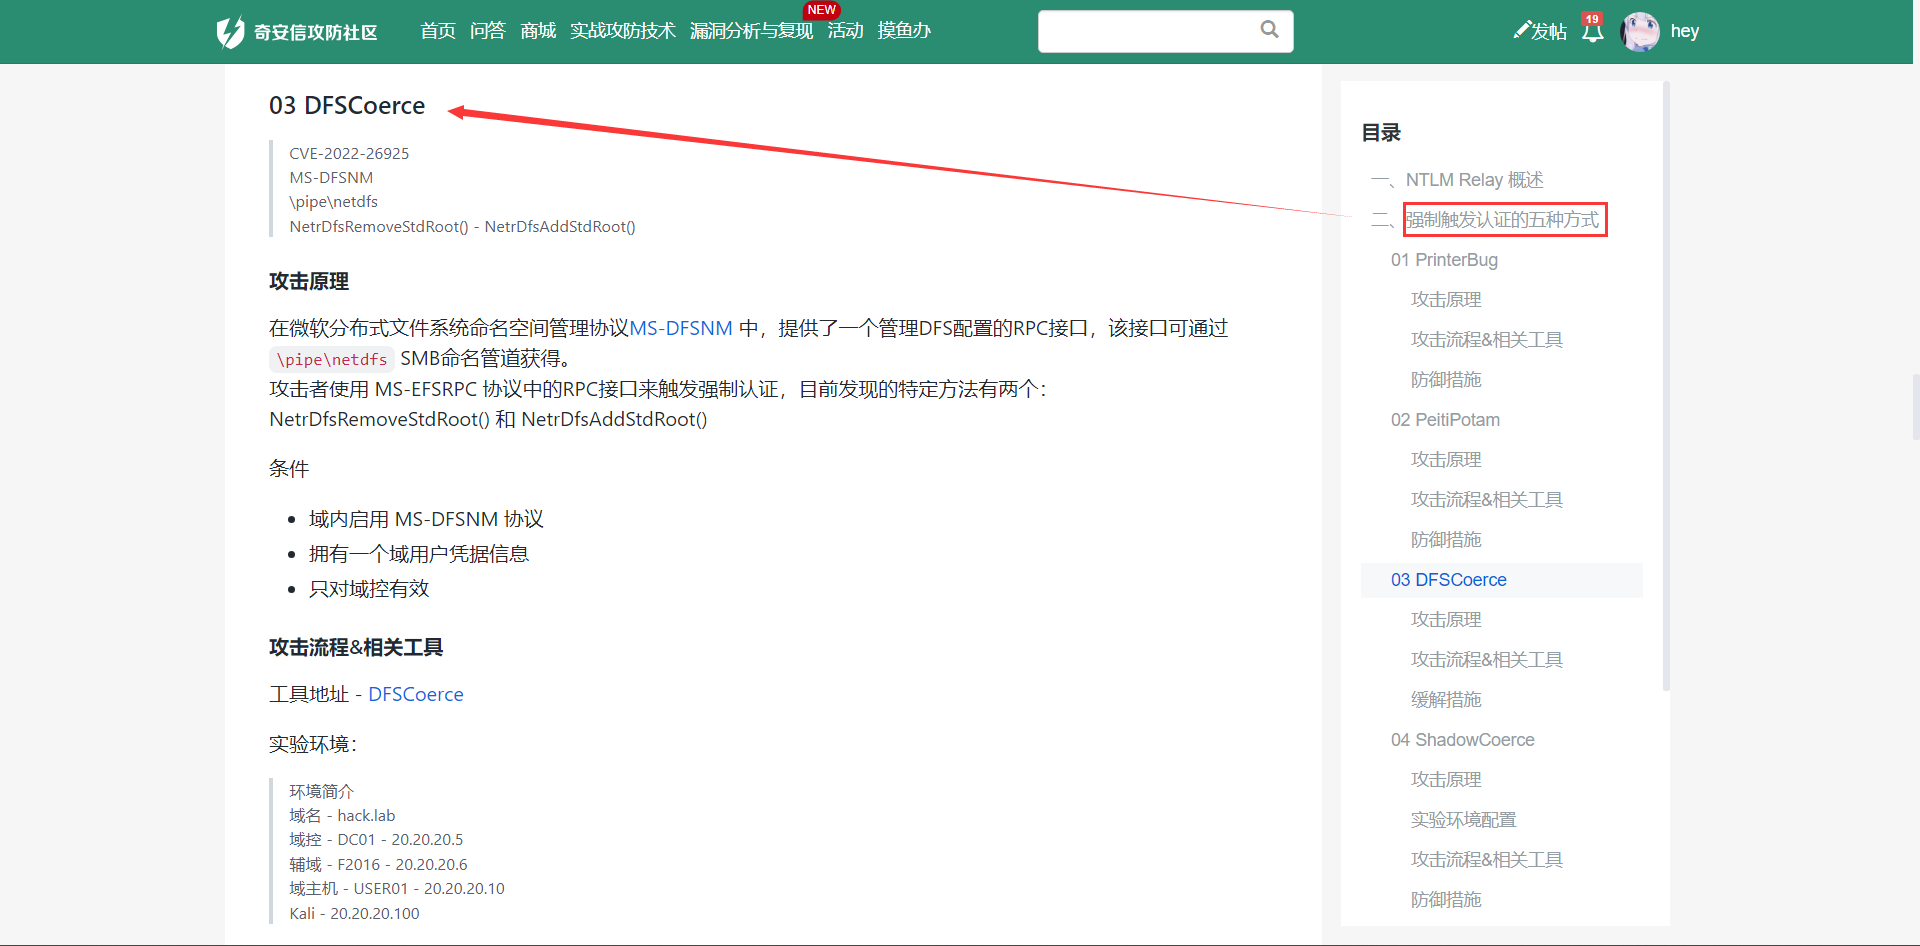 奇安信攻防社区
首页 问答 商城 实战攻防技术 漏洞分析与复现 活动 摸鱼办
NEW
发帖
19
hey
03 DFSCoerce
CVE-2022-26925
MS-DFSNM
\pipe\netdfs
NetrDfsRemoveStdRoot() - NetrDfsAddStdRoot()
攻击原理
在微软分布式文件系统命名空间管理协议MS-DFSNM 中，提供了一个管理DFS配置的RPC接口，该接口可通过
\pipe\netdfs SMB命名管道获得。
攻击者使用 MS-EFSRPC 协议中的RPC接口来触发强制认证，目前发现的特定方法有两个：
NetrDfsRemoveStdRoot() 和 NetrDfsAddStdRoot()
条件
• 域内启用 MS-DFSNM 协议
• 拥有一个域用户凭据信息
• 只对域控有效
攻击流程&相关工具
工具地址 - DFSCoerce
实验环境：
环境简介
域名 - hack.lab
域控 - DC01 - 20.20.20.5
辅域 - F2016 - 20.20.20.6
域主机 - USER01 - 20.20.20.10
Kali - 20.20.20.100
目录
一、NTLM Relay 概述
二、强制触发认证的五种方式
01 PrinterBug
攻击原理
攻击流程&相关工具
防御措施
02 PeitiPotam
攻击原理
攻击流程&相关工具
防御措施
03 DFSCoerce
攻击原理
攻击流程&相关工具
缓解措施
04 ShadowCoerce
攻击原理
实验环境配置
攻击流程&相关工具
防御措施